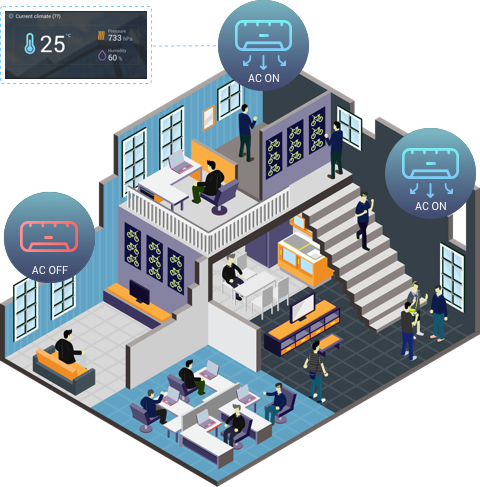 Current climate (??)
25 °C
Pressure
733 hPa
Humidity
60 %
AC ON
AC ON
AC OFF